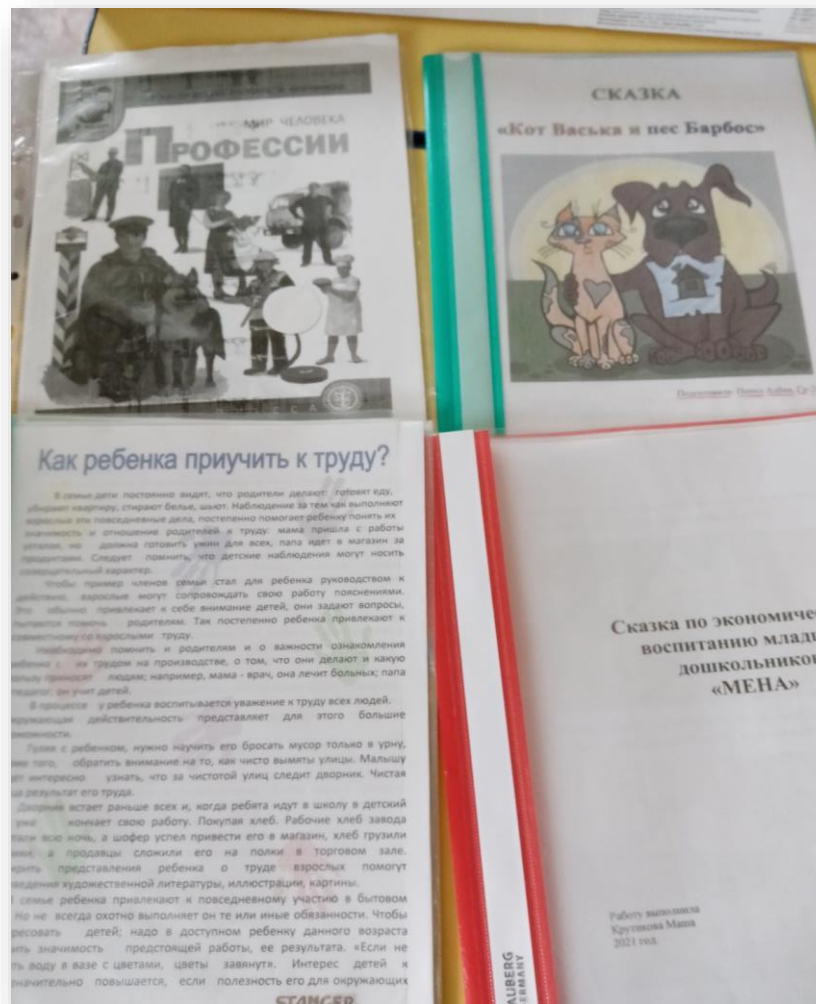 МИР ЧЕЛОВЕКА
ПРОФЕССИИ
СКАЗКА
«Кот Васька и пес Барбос»
Подготовила:
Как ребенка приучить к труду?
В семье дети постоянно видят, что родители делают: готовят еду,
убирают квартиру, стирают белье, шьют. Наблюдение за тем как выполняют
взрослые эти повседневные дела, постепенно помогает ребенку понять их
значимость и отношение родителей к труду: мама пришла с работы
усталая, но должна готовить ужин для всех, папа идет в магазин за
продуктами. Следует помнить, что детские наблюдения могут носить
созерцательный характер.
Чтобы пример членов семьи стал для ребенка руководством к
действию, взрослые могут сопровождать свою работу пояснениями.
Это обычно привлекает к себе внимание детей, они задают вопросы,
пытаются помочь родителям. Так постепенно ребенка привлекают к
совместному со взрослыми труду.
Необходимо помнить и родителям и о важности ознакомления
ребенка с их трудом на производстве, о том, что они делают и какую
пользу приносят людям; например, мама - врач, она лечит больных; папа
педагог: он учит детей.
В процессе у ребенка воспитывается уважение к труду всех людей.
окружающая действительность представляет для этого большие
возможности.
Гуляя с ребенком, нужно научить его бросать мусор только в урну,
того, обратить внимание на то, как чисто вымяты улицы. Малышу
интересно узнать, что за чистотой улиц следит дворник. Чистая
результат его труда.
Дворник встает раньше всех и, когда ребята идут в школу в детский
уже кончает свою работу. Покупая хлеб. Рабочие хлеб завода
всю ночь, а шофер успел привести его в магазин, хлеб грузили
а продавцы сложили его на полки в торговом зале.
представления ребенка о труде взрослых помогут
художественной литературы, иллюстрации, картины.
семье ребенка привлекают к повседневному участию в бытовом
Но не всегда охотно выполняет он те или иные обязанности. Чтобы
детей; надо в доступном ребенку данного возраста
значимость предстоящей работы, ее результата. «Если не
воду в вазе с цветами, цветы завянут». Интерес детей к
значительно повышается, если полезность его для окружающих
STANGER
Сказка по экономичес
воспитанию млад
дошкольников
«МЕНА»
Работу выполнила
Крутикова Маша
2021 год.
AUBERG
ERMANY